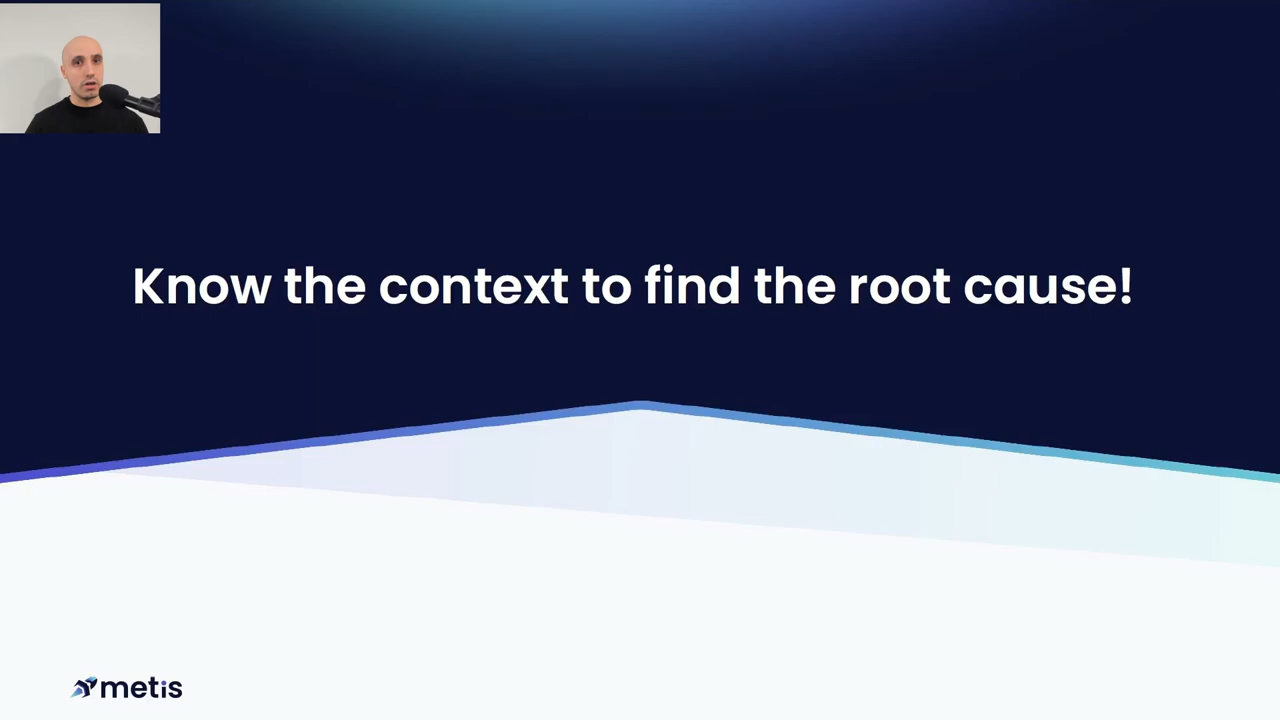 Know the context to find the root cause!
metis